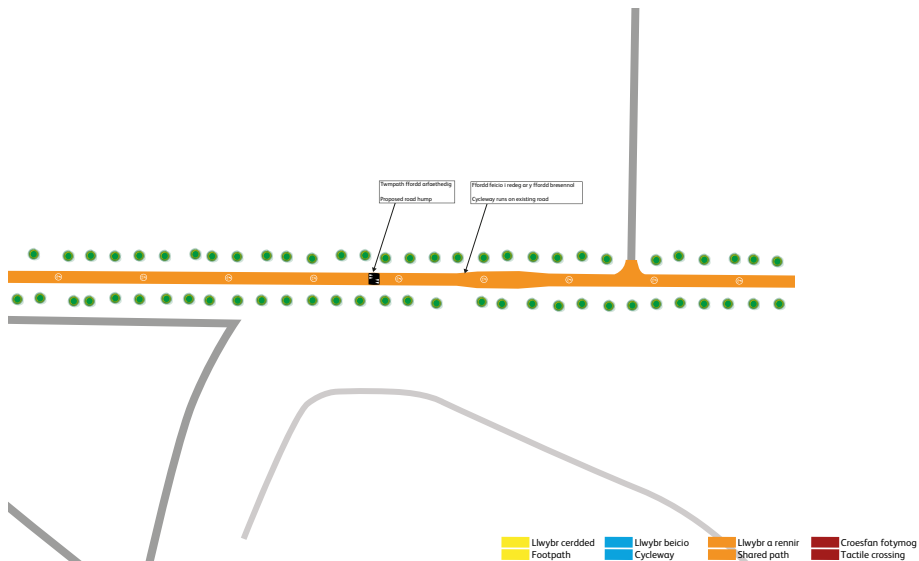 Twmpath ffordd arfaethedig
Proposed road hump
Ffordd feicio i redeg ar y ffordd bresennol
Cycleway runs on existing road
Llwybr cerdded
Footpath
Llwybr beicio
Cycleway
Llwybr a rennir
Shared path
Croesfan fotymog
Tactile crossing